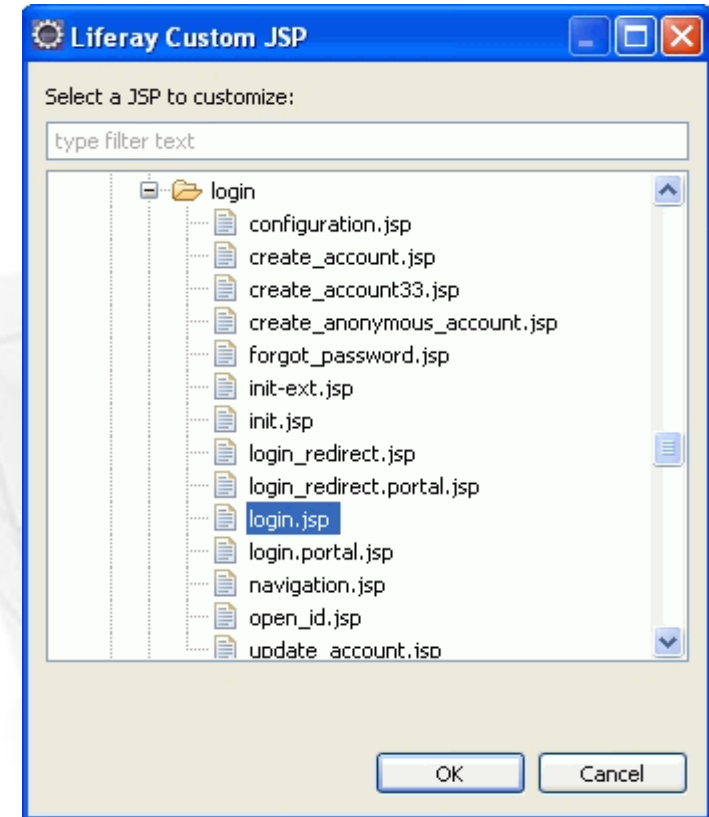 Liferay Custom JSP
Select a JSP to customize:
type filter text
login
configuration.jsp
create_account.jsp
create_account33.jsp
create_anonymous_account.jsp
forgot_password.jsp
init-ext.jsp
init.jsp
login_redirect.jsp
login_redirect.portal.jsp
login.jsp
login.portal.jsp
navigation.jsp
open_id.jsp
update_account.jsp
OK
Cancel